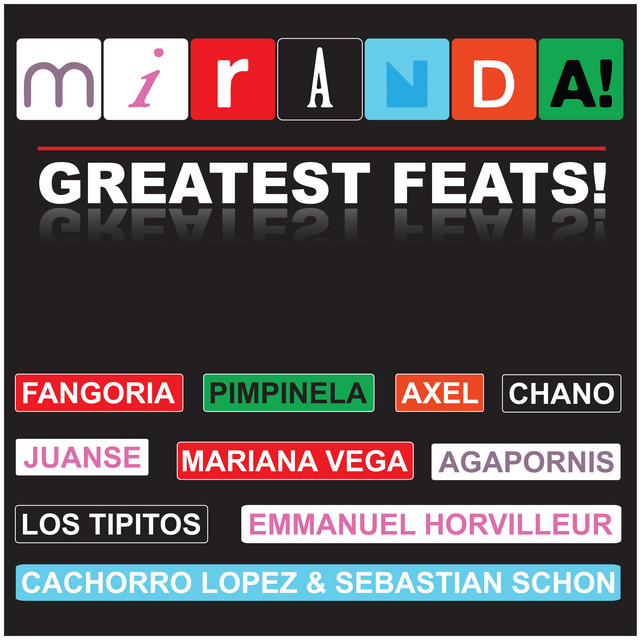 miRANDA!
GREATEST FEATS!
FANGORIA PIMPINELA AXEL CHANO
JUANSE MARIANA VEGA AGAPORNIS
LOS TIPITOS EMMANUEL HORVILLEUR
CACHORRO LOPEZ & SEBASTIAN SCHON